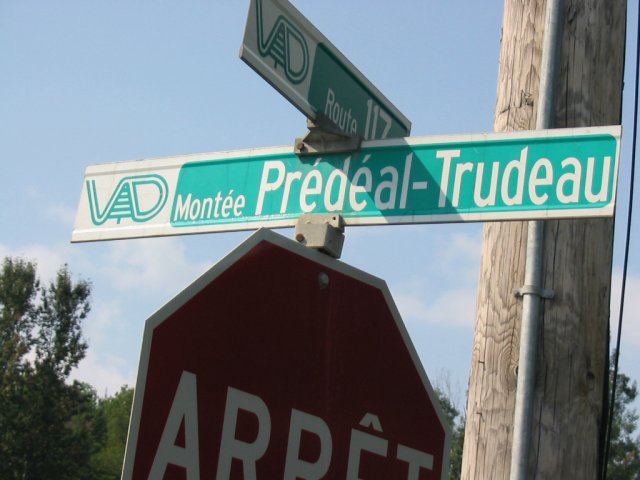 VAD
Route 117
VAD Montée Prédéal-Trudeau
ARRÊT